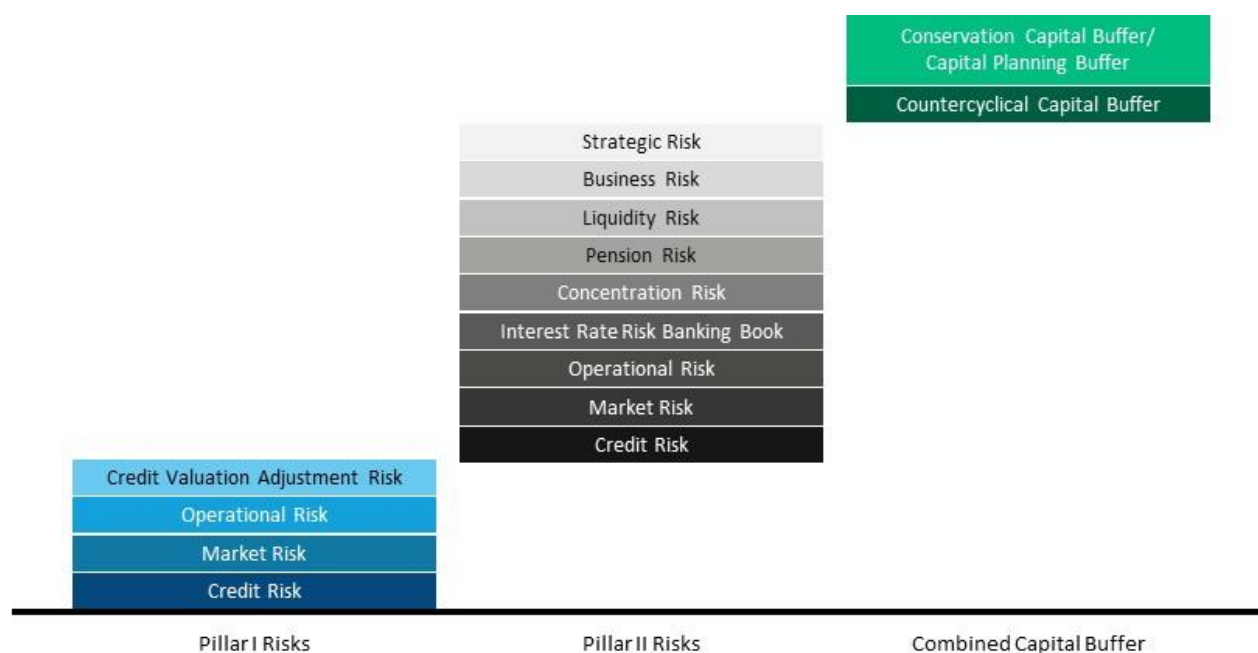 Conservation Capital Buffer/
Capital Planning Buffer
Countercyclical Capital Buffer
Strategic Risk
Business Risk
Liquidity Risk
Pension Risk
Concentration Risk
Interest Rate Risk Banking Book
Operational Risk
Market Risk
Credit Risk
Credit Valuation Adjustment Risk
Operational Risk
Market Risk
Credit Risk
Pillar I Risks
Pillar II Risks
Combined Capital Buffer